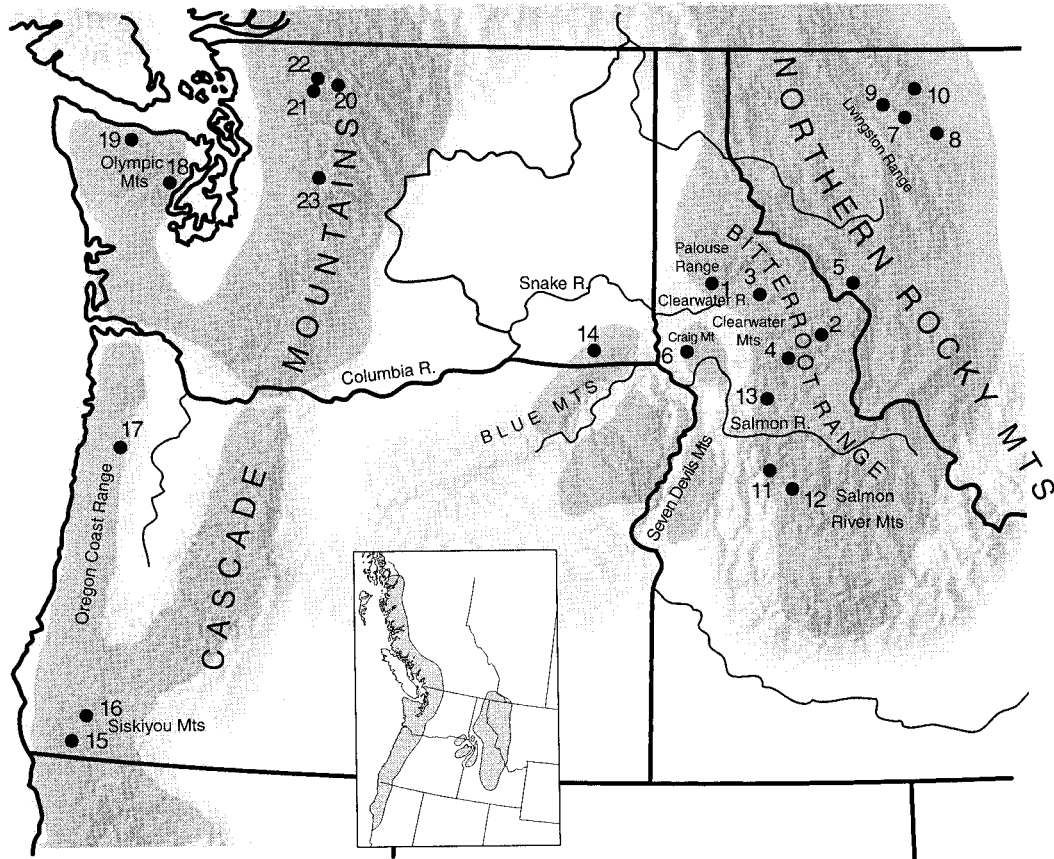 22
21
20
19
Olympic
Mts
18
23
MOUNTAINS
CASCADE
9
10
7
8
Livingston Range
NORTHERN ROCKY MTS
BITTERROOT RANGE
Palouse
Range
1
3
5
Clearwater R.
Clearwater
Mts
2
4
Craig Mt
6
Snake R.
14
Columbia R.
BLUE MTS
13
Salmon R.
11
12
Salmon
River Mts
Seven Devils Mts
17
Oregon Coast Range
16
Siskiyou Mts
15